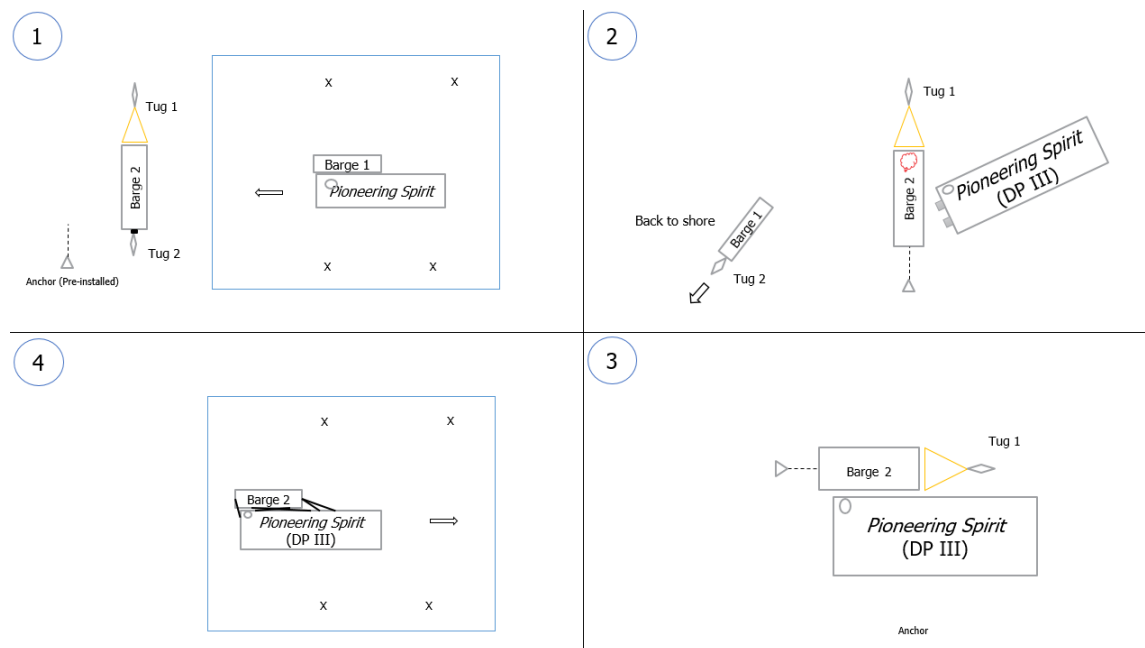 1
Tug 1
x x
Barge 2
Barge 1
Pioneering Spirit
Tug 2
Anchor (Pre-installed)
x x
2
Tug 1
Barge 2
Pioneering Spirit
(DP III)
Back to shore
Barge 1
Tug 2
4
x x
Barge 2
Pioneering Spirit
(DP III)
x x
3
Tug 1
Barge 2
Pioneering Spirit
(DP III)
Anchor